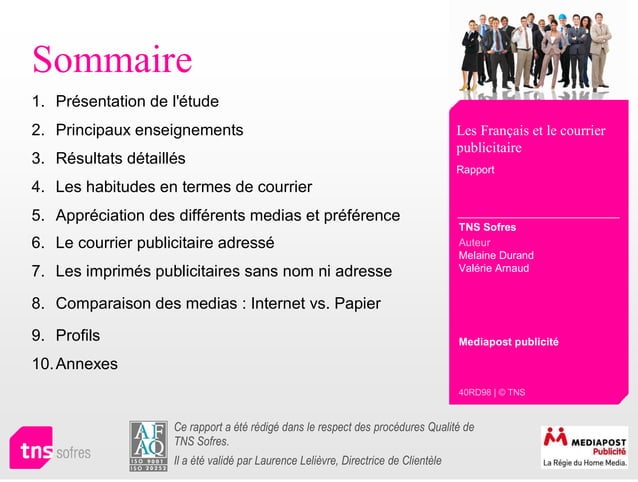 Sommaire
1. Présentation de l'étude
2. Principaux enseignements
3. Résultats détaillés
4. Les habitudes en termes de courrier
5. Appréciation des différents medias et préférence
6. Le courrier publicitaire adressé
7. Les imprimés publicitaires sans nom ni adresse
8. Comparaison des medias : Internet vs. Papier
9. Profils
10. Annexes
Les Français et le courrier
publicitaire
Rapport
TNS Sofres
Auteur
Melaine Durand
Valérie Arnaud
Mediapost publicité
40RD98 | © TNS
tns sofres
AF
AQ
ISO 9001
ISO 20252
Ce rapport a été rédigé dans le respect des procédures Qualité de
TNS Sofres.
Il a été validé par Laurence Lelièvre, Directrice de Clientèle
MEDIAPOST
Publicité
La Régie du Home Media.